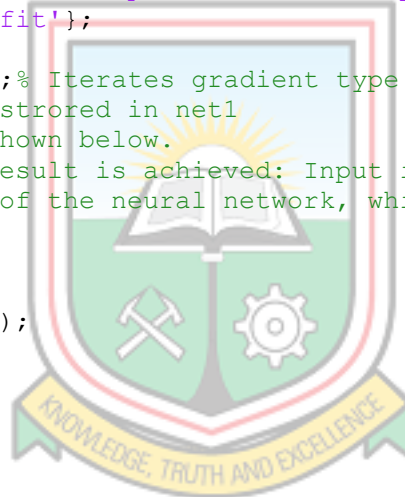 fit'};
;% Iterates gradient type
strored in net1
hown below.
esult is achieved: Input
of the neural network, whi
);
KNOWLEDGE, TRUTH AND EXCELLENCE